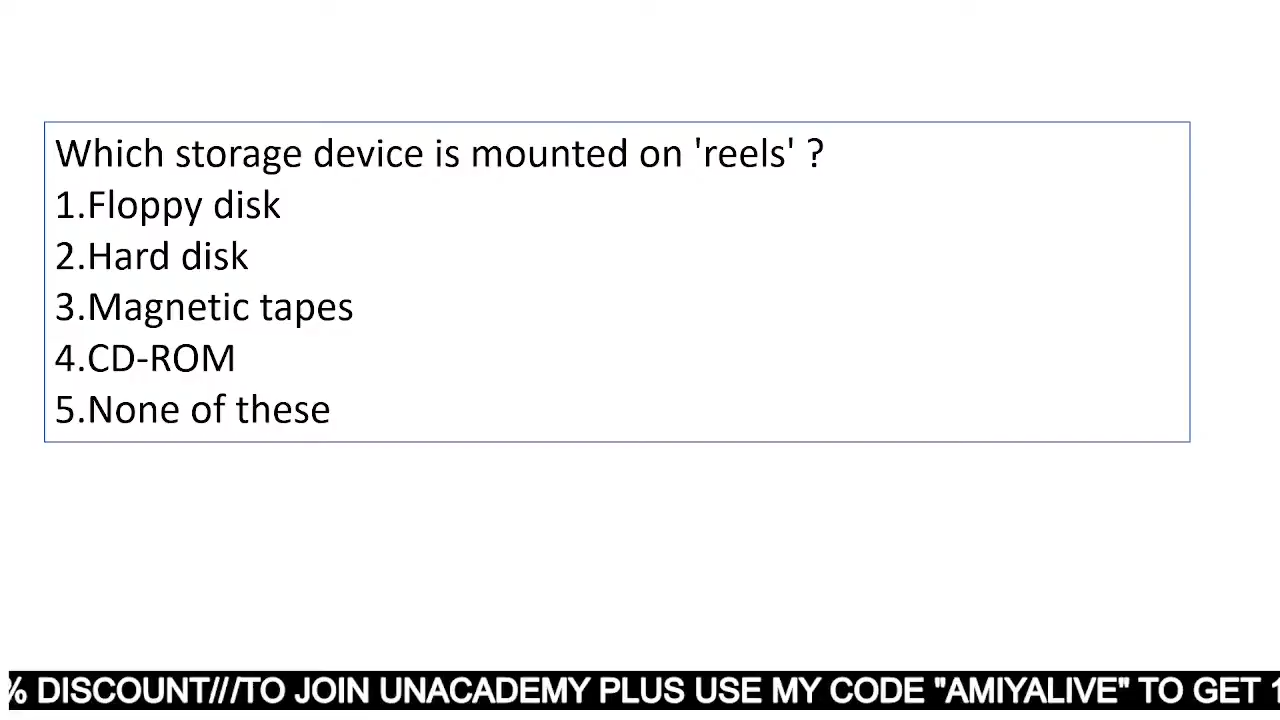 Which storage device is mounted on 'reels' ?
1.Floppy disk
2.Hard disk
3.Magnetic tapes
4.CD-ROM
5.None of these
% DISCOUNT///TO JOIN UNACADEMY PLUS USE MY CODE "AMIYALIVE" TO GET 1